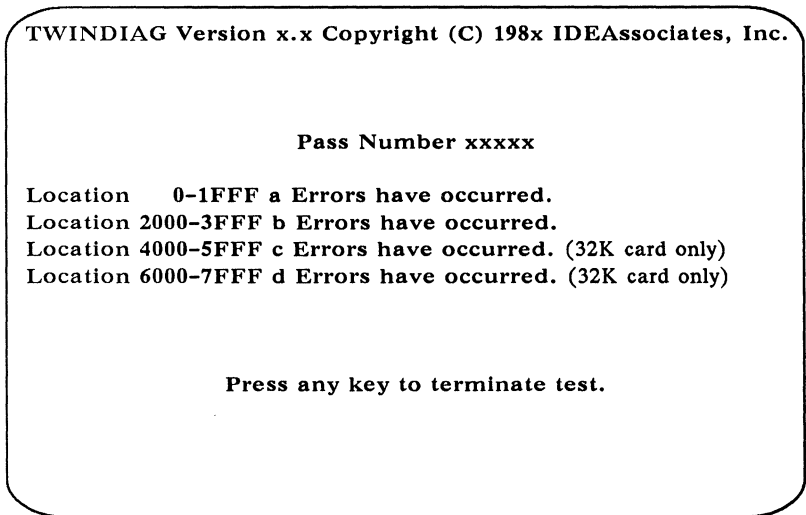 TWINDIAG Version x.x Copyright (C) 198x IDEAssociates, Inc.
Pass Number xxxxx
Location 0-1FFF a Errors have occurred.
Location 2000-3FFF b Errors have occurred.
Location 4000-5FFF c Errors have occurred. (32K card only)
Location 6000-7FFF d Errors have occurred. (32K card only)
Press any key to terminate test.